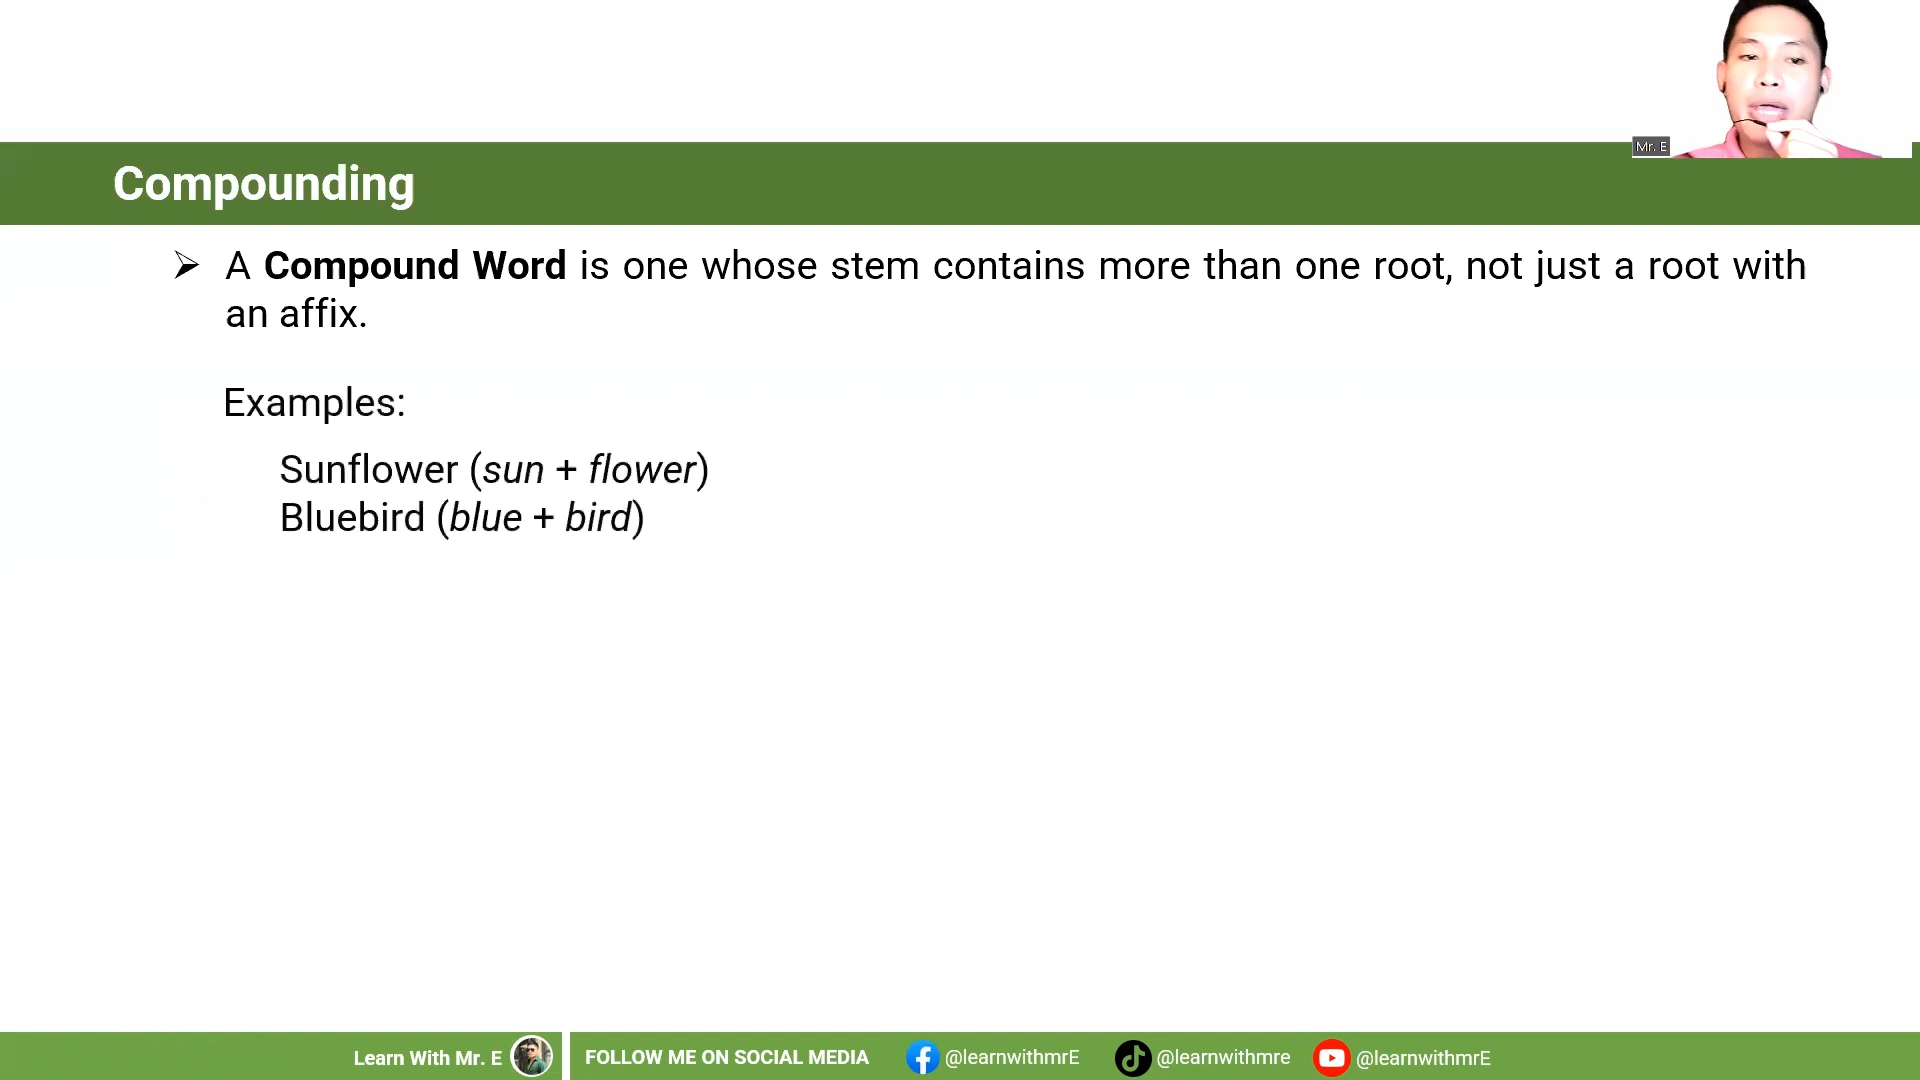 Mr. E
Compounding
➢ A Compound Word is one whose stem contains more than one root, not just a root with
an affix.
Examples:
Sunflower (sun + flower)
Bluebird (blue + bird)
Learn With Mr. E
FOLLOW ME ON SOCIAL MEDIA @learnwithmrE @learnwithmre @learnwithmrE